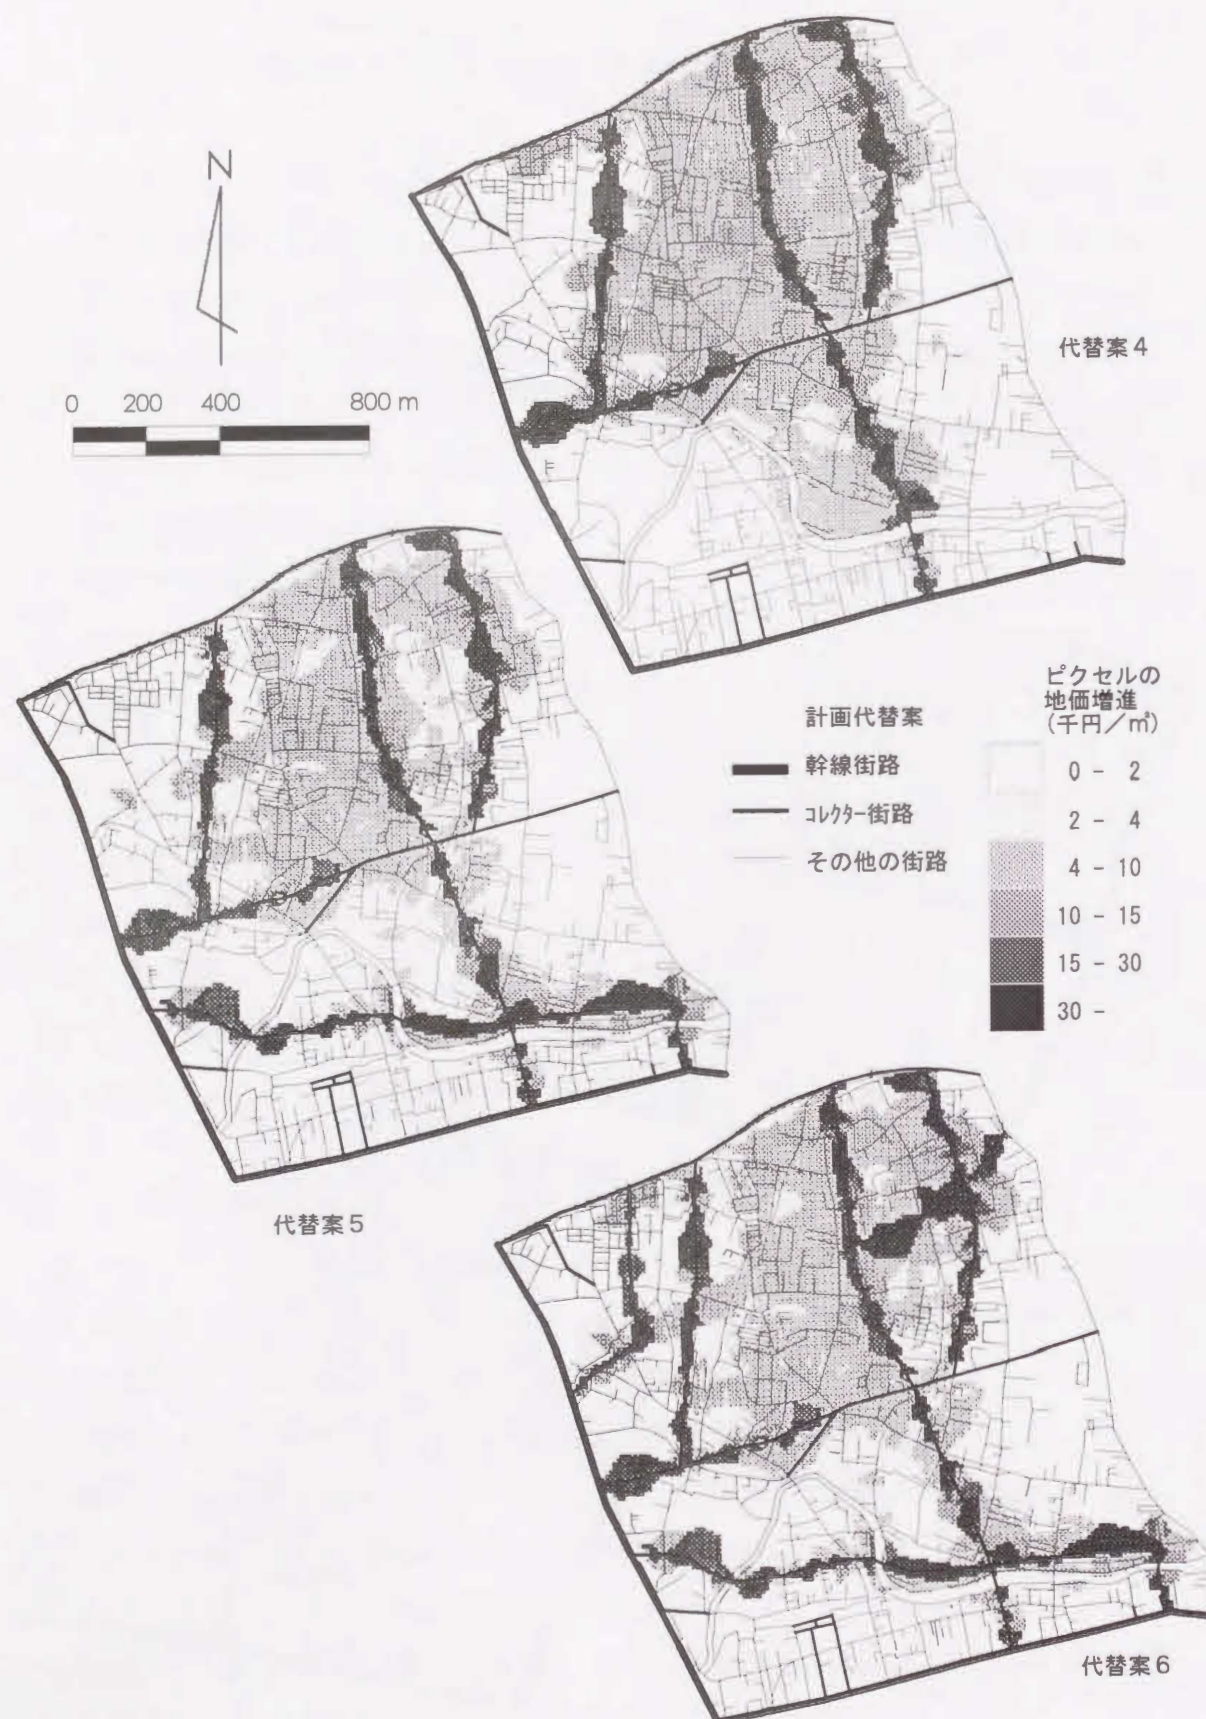 N
0 200 400 800 m
代替案4
計画代替案
幹線街路
コレクター街路
その他の街路
ピクセルの
地価増進
(千円/㎡)
0 - 2
2 - 4
4 - 10
10 - 15
15 - 30
30 -
代替案5
代替案6